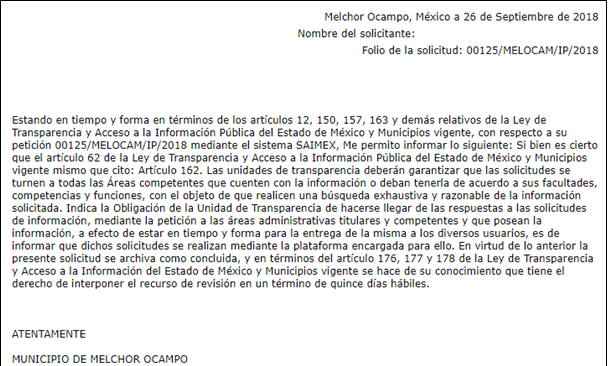 Melchor Ocampo, México a 26 de Septiembre de 2018
Nombre del solicitante:
Folio de la solicitud: 00125/MELOCAM/IP/2018
Estando en tiempo y forma en términos de los artículos 12, 150, 157, 163 y demás relativos de la Ley de
Transparencia y Acceso a la Información Pública del Estado de México y Municipios vigente, con respecto a su
petición 00125/MELOCAM/IP/2018 mediante el sistema SAIMEX, Me permito informar lo siguiente: Si bien es cierto
que el artículo 62 de la Ley de Transparencia y Acceso a la Información Pública del Estado de México y Municipios
vigente mismo que cito: Artículo 162. Las unidades de transparencia deberán garantizar que las solicitudes se
turnen a todas las Áreas competentes que cuenten con la información o deban tenerla de acuerdo a sus facultades,
competencias y funciones, con el objeto de que realicen una búsqueda exhaustiva y razonable de la información
solicitada. Indica la Obligación de la Unidad de Transparencia de hacerse llegar de las respuestas a las solicitudes
de información, mediante la petición a las áreas administrativas titulares y competentes y que posean la
información, a efecto de estar en tiempo y forma para la entrega de la misma a los diversos usuarios, es
de informar que dichos solicitudes se realizan mediante la plataforma encargada para ello. En virtud de lo anterior la
presente solicitud se archiva como concluida, y en términos del artículo 176, 177 y 178 de la Ley de Transparencia
y Acceso a la Información del Estado de México y Municipios vigente se hace de su conocimiento que tiene el
derecho de interponer el recurso de revisión en un término de quince días hábiles.
ATENTAMENTE
MUNICIPIO DE MELCHOR OCAMPO